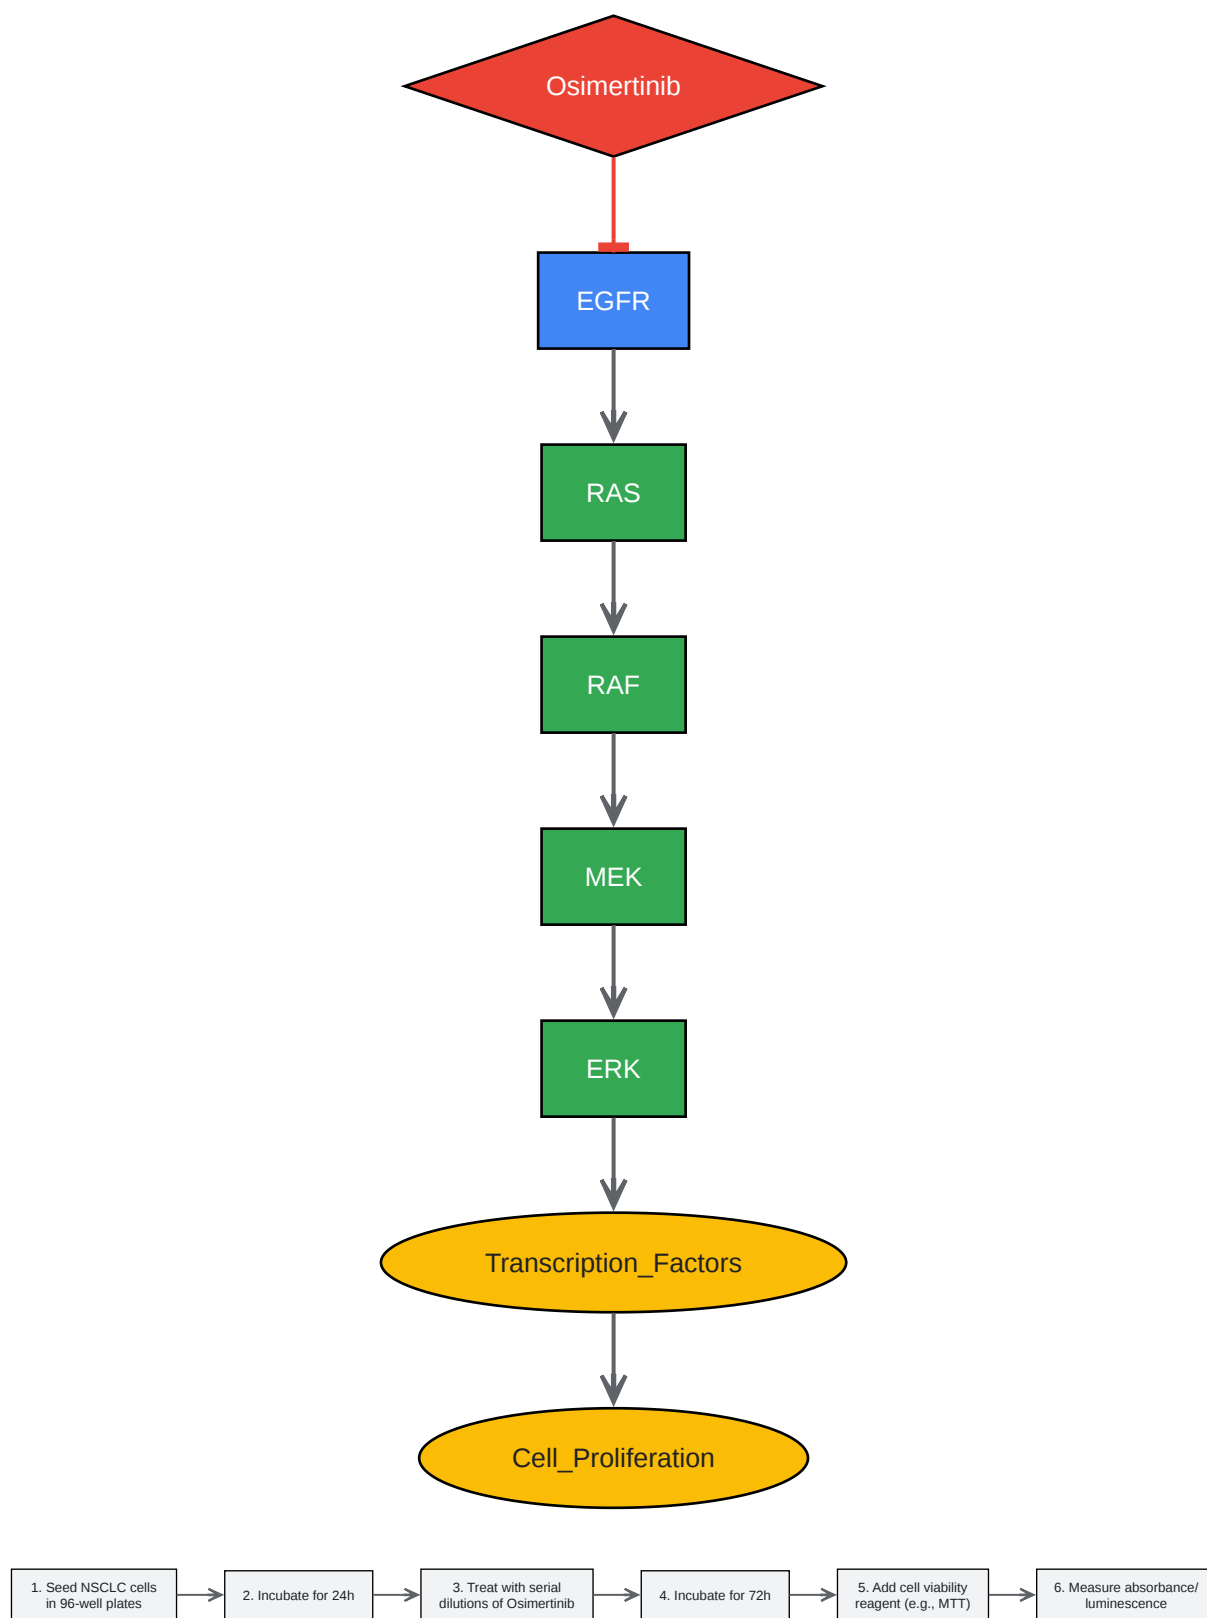 Osimertinib
EGFR
RAS
RAF
MEK
ERK
Transcription_Factors
Cell_Proliferation
1. Seed NSCLC cells
in 96-well plates
2. Incubate for 24h
3. Treat with serial
dilutions of Osimertinib
4. Incubate for 72h
5. Add cell viability
reagent (e.g., MTT)
6. Measure absorbance/
luminescence